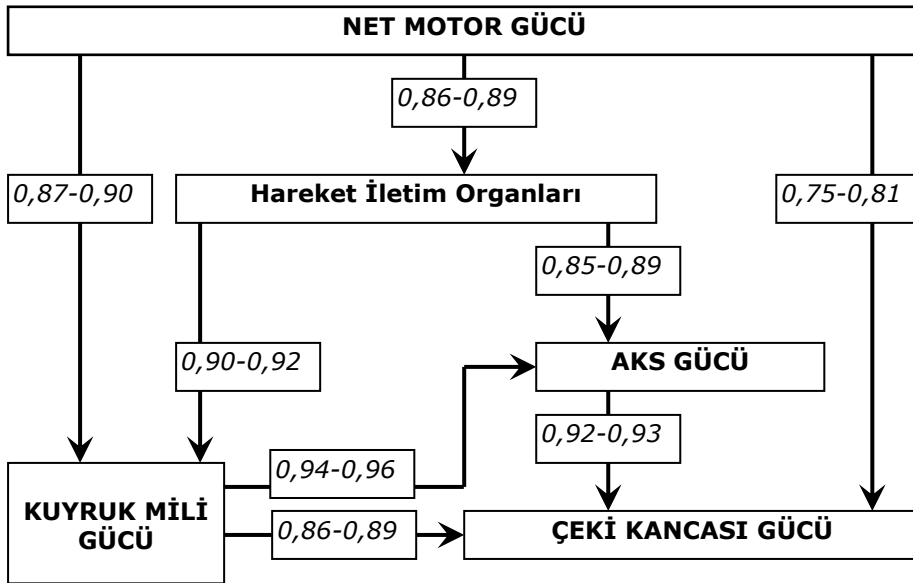 NET MOTOR GÜCÜ
0,86-0,89
0,87-0,90
Hareket İletim Organları
0,75-0,81
0,85-0,89
0,90-0,92
AKS GÜCÜ
0,92-0,93
0,94-0,96
KUYRUK MİLİ
GÜCÜ
0,86-0,89
ÇEKİ KANCASI GÜCÜ